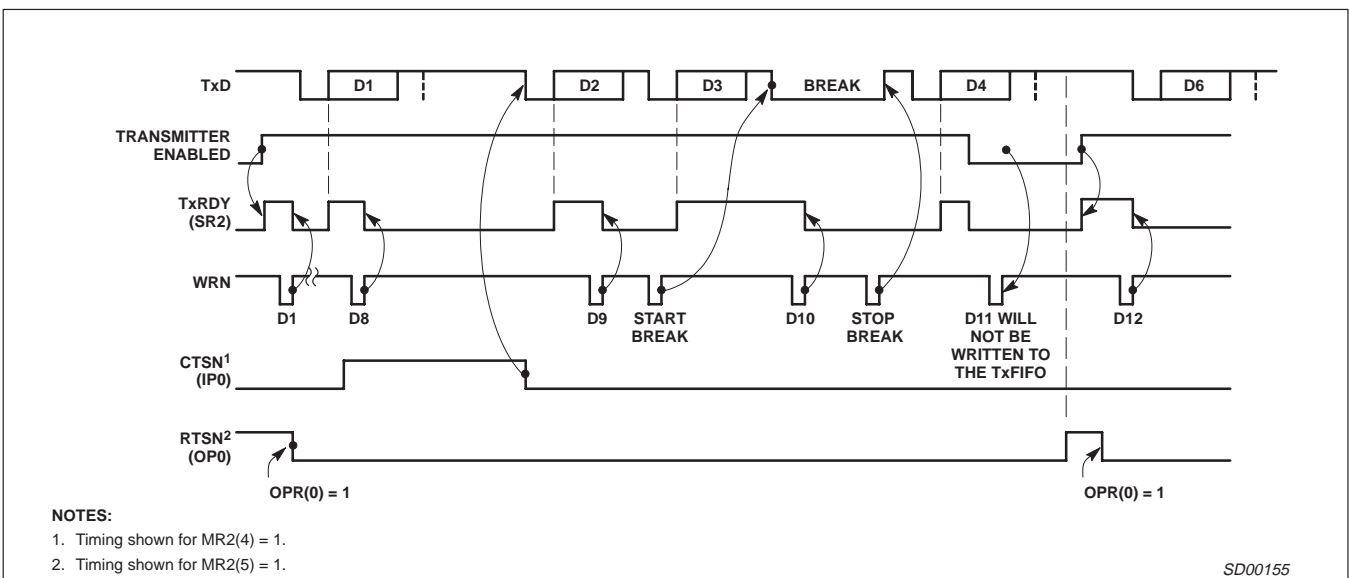 TxD
D1
D2
D3
BREAK
D4
D6
TRANSMITTER
ENABLED
TxRDY
(SR2)
WRN
D1
D8
D9
START
BREAK
D10
STOP
BREAK
D11 WILL
NOT BE
WRITTEN TO
THE TxFIFO
D12
CTSN1
(IP0)
RTSN2
(OP0)
OPR(0) = 1
OPR(0) = 1
NOTES:
1. Timing shown for MR2(4) = 1.
2. Timing shown for MR2(5) = 1.
SD00155